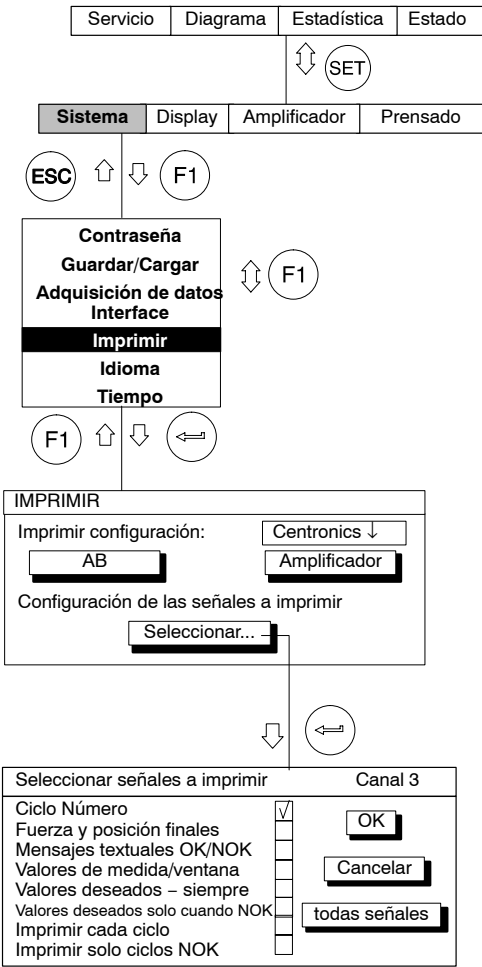 Servicio Diagrama Estadística Estado
SET
Sistema Display Amplificador Prensado
ESC F1
Contraseña
Guardar/Cargar
Adquisición de datos
Interface
Imprimir
Idioma
Tiempo
F1
F1
IMPRIMIR
Imprimir configuración: Centronics ↓
AB Amplificador
Configuración de las señales a imprimir
Seleccionar...
Seleccionar señales a imprimir Canal 3
Ciclo Número √
Fuerza y posición finales
Mensajes textuales OK/NOK
Valores de medida/ventana
Valores deseados – siempre
Valores deseados solo cuando NOK
Imprimir cada ciclo
Imprimir solo ciclos NOK
OK
Cancelar
todas señales